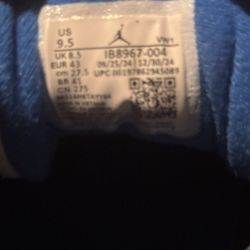 US
9.5
VN1
UK 8.5
IB8967-004
EUR 43
09/25/24
12/30/24
cm 27.5
UPC:00197862945089
BR 41
CN 275